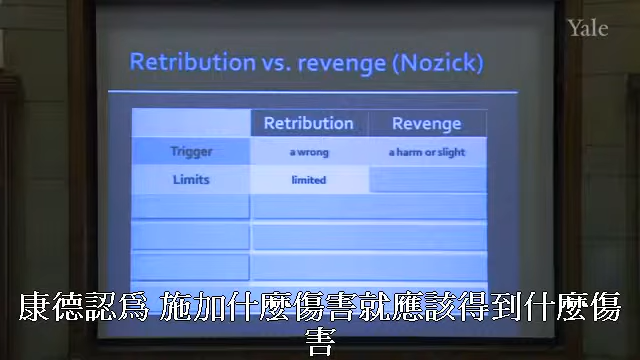 Yale
Retribution vs. revenge (Nozick)
Retribution Revenge
Trigger a wrong a harm or slight
Limits limited
康德認爲 施加什麼傷害就應該得到什麼傷
害